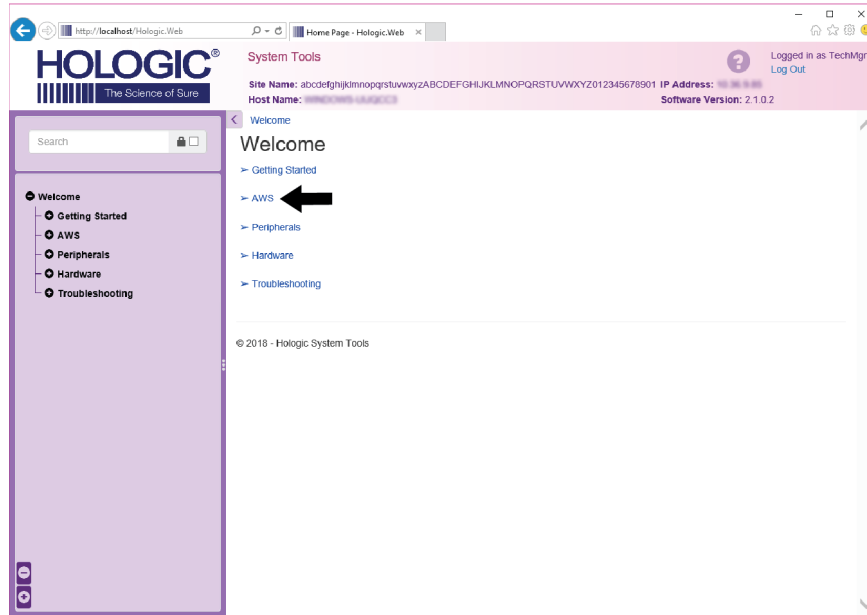 http://localhost/Hologic.Web
Home Page - Hologic.Web
HOLOGIC®
The Science of Sure
System Tools
Logged in as TechMgr
Log Out
Site Name: abcdefghijklmnopqrstuvwxyzABCDEFGHIJKLMNOPQRSTUVWXYZ012345678901 IP Address:
Host Name:
Software Version: 2.1.0.2
Search
Welcome
Getting Started
AWS
Peripherals
Hardware
Troubleshooting
Welcome
Welcome
➢ Getting Started
➢ AWS
➢ Peripherals
➢ Hardware
➢ Troubleshooting
© 2018 - Hologic System Tools